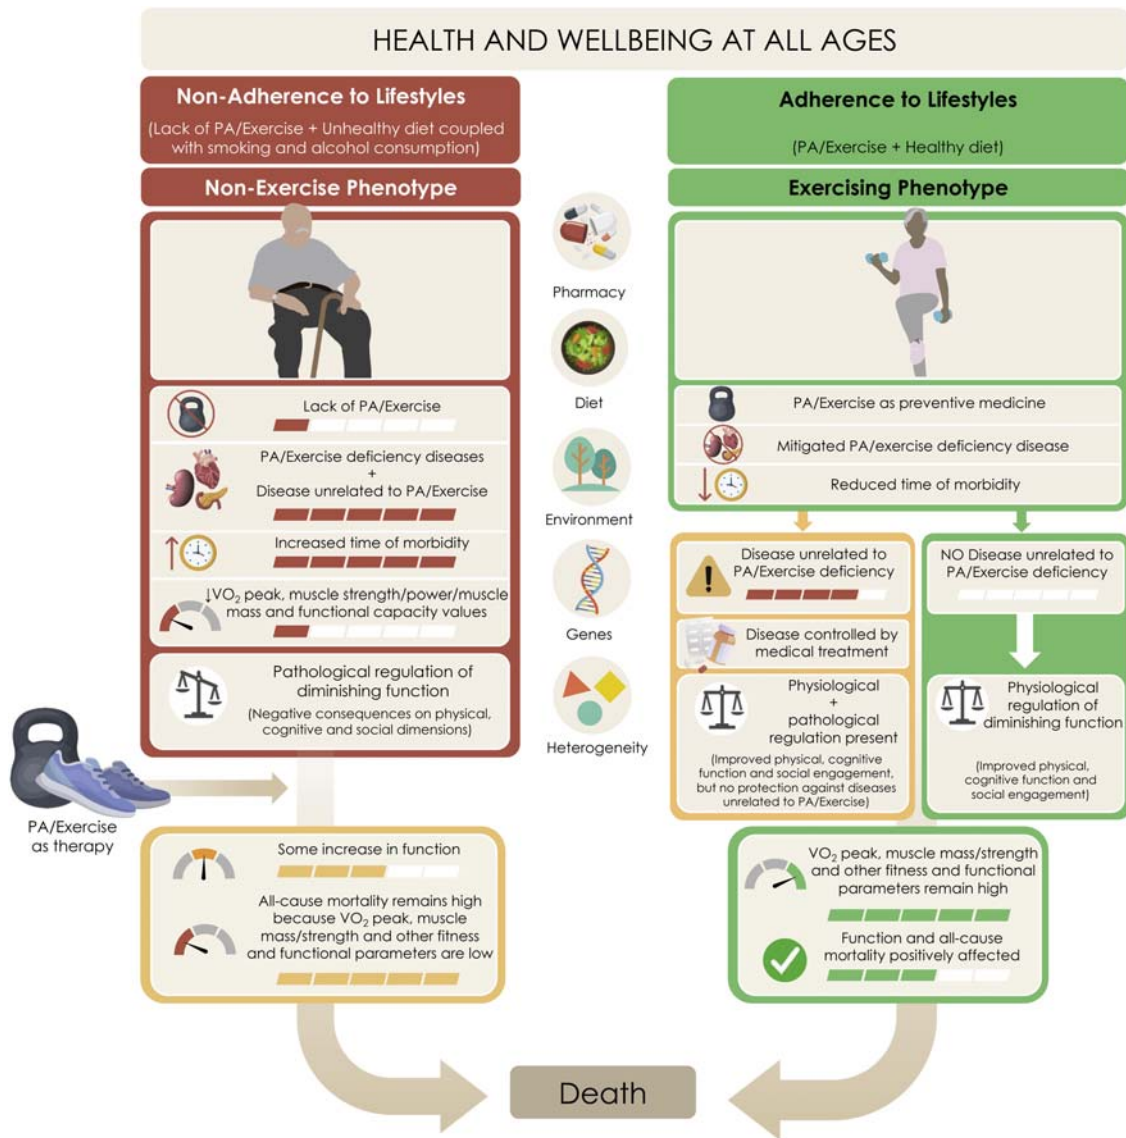 HEALTH AND WELLBEING AT ALL AGES
Non-Adherence to Lifestyles
(Lack of PA/Exercise + Unhealthy diet coupled
with smoking and alcohol consumption)
Non-Exercise Phenotype
Lack of PA/Exercise
PA/Exercise deficiency diseases
+
Disease unrelated to PA/Exercise
Increased time of morbidity
↓VO₂ peak, muscle strength/power/muscle
mass and functional capacity values
Pathological regulation of
diminishing function
(Negative consequences on physical,
cognitive and social dimensions)
PA/Exercise
as therapy
Some increase in function
All-cause mortality remains high
because VO₂ peak, muscle
mass/strength and other fitness
and functional parameters are low
Pharmacy
Diet
Environment
Genes
Heterogeneity
Adherence to Lifestyles
(PA/Exercise + Healthy diet)
Exercising Phenotype
PA/Exercise as preventive medicine
Mitigated PA/exercise deficiency disease
Reduced time of morbidity
Disease unrelated to
PA/Exercise deficiency
Disease controlled by
medical treatment
Physiological
+
pathological
regulation present
(Improved physical, cognitive
function and social engagement,
but no protection against diseases
unrelated to PA/Exercise)
NO Disease unrelated to
PA/Exercise deficiency
Physiological
regulation of
diminishing function
(Improved physical,
cognitive function and
social engagement)
VO₂ peak, muscle mass/strength
and other fitness and functional
parameters remain high
Function and all-cause
mortality positively affected
Death